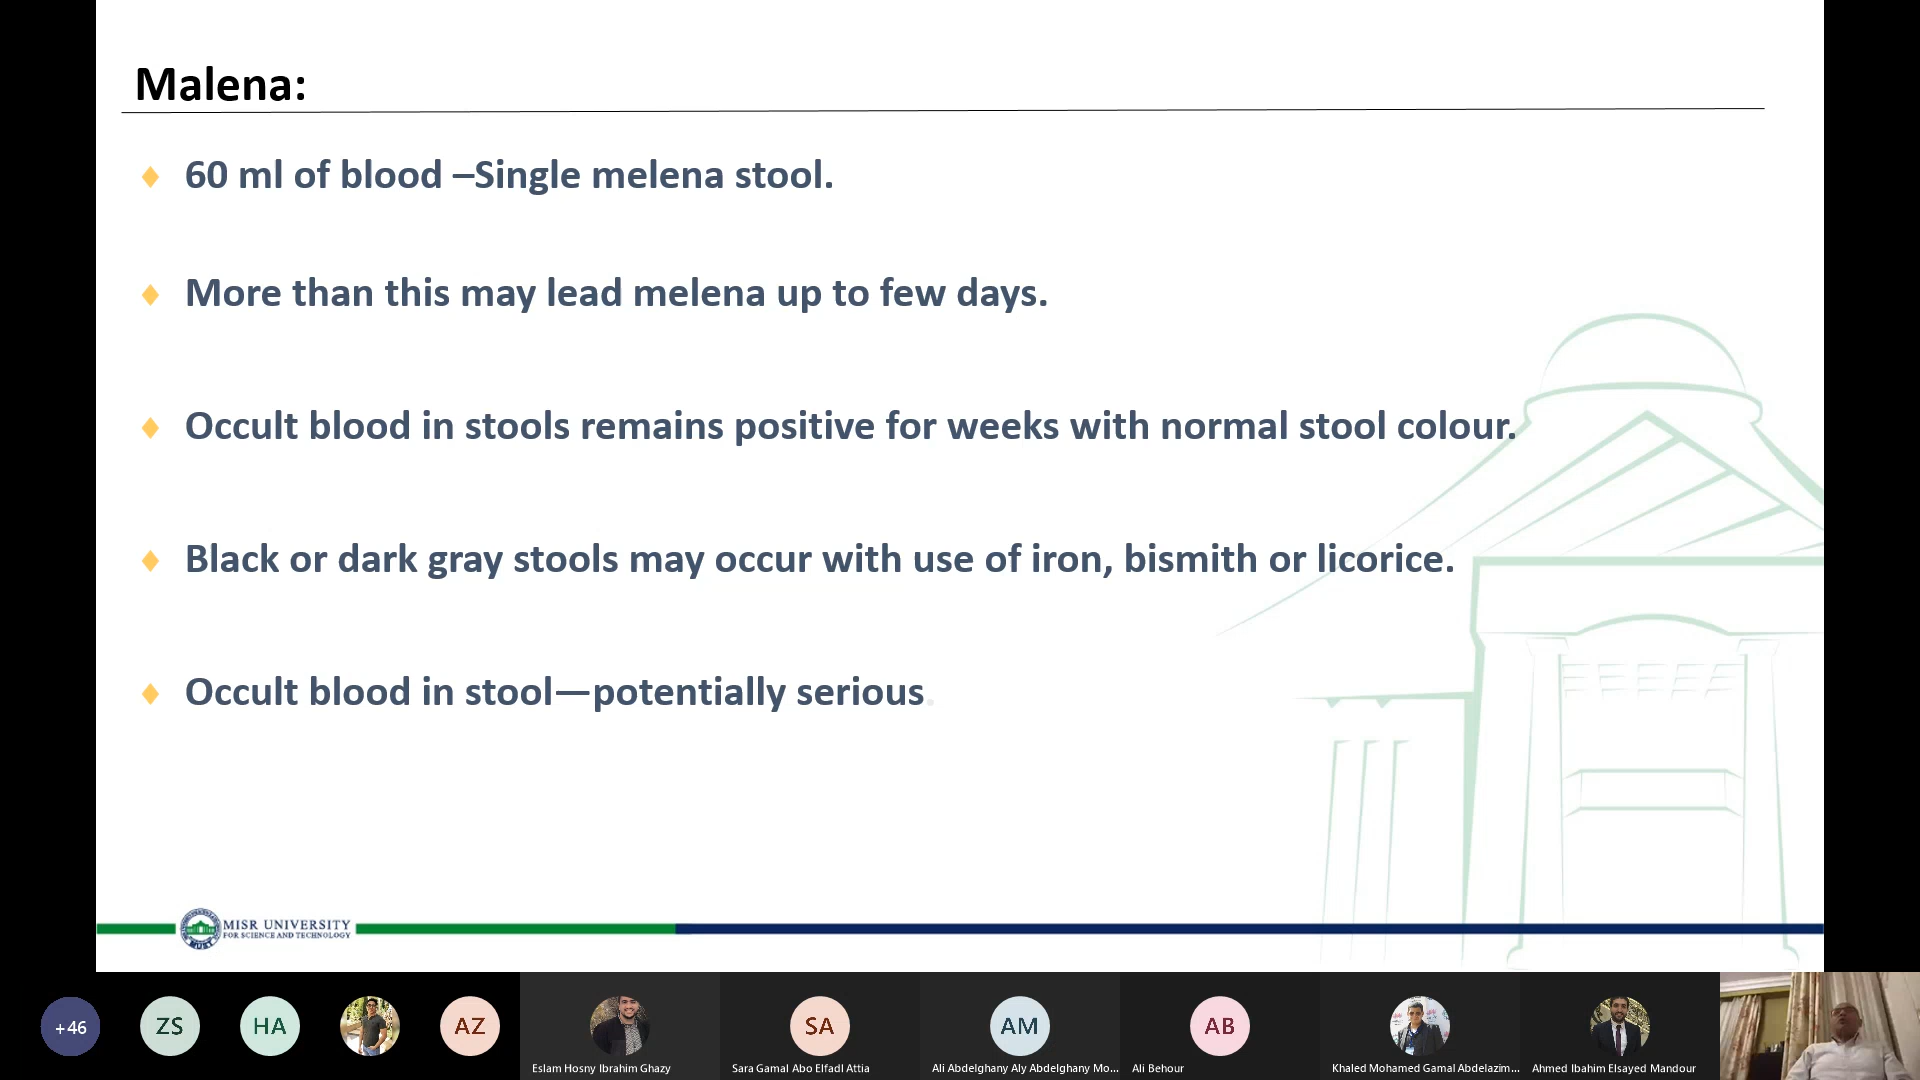 Malena:
60 ml of blood –Single melena stool.
More than this may lead melena up to few days.
Occult blood in stools remains positive for weeks with normal stool colour.
Black or dark gray stools may occur with use of iron, bismith or licorice.
Occult blood in stool—potentially serious.
MISR UNIVERSITY
FOR SCIENCE AND TECHNOLOGY
MUST
+46
ZS
HA
AZ
SA
AM
AB
Eslam Hosny Ibrahim Ghazy
Sara Gamal Abo Elfadl Attia
Ali Abdelghany Aly Abdelghany Mo...
Ali Behour
Khaled Mohamed Gamal Abdelazim...
Ahmed Ibahim Elsayed Mandour